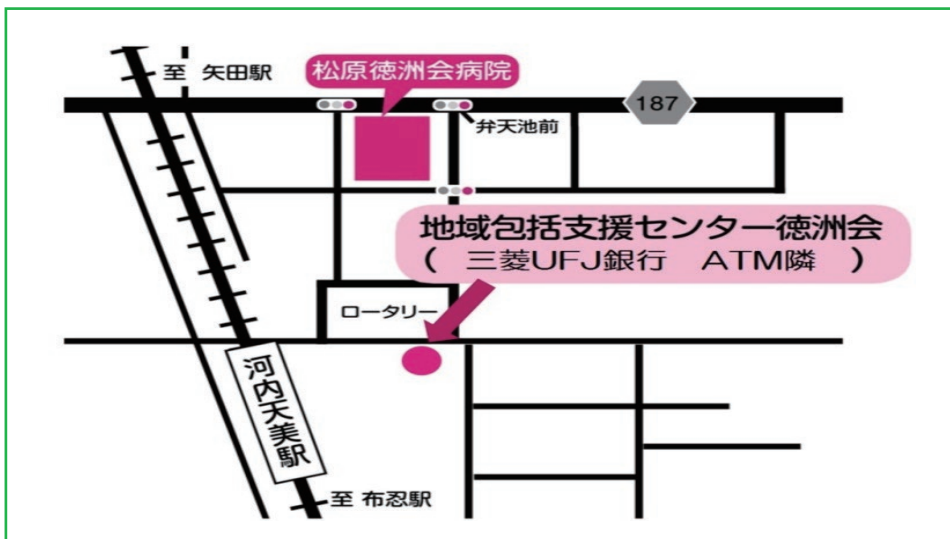 至 矢田駅
松原徳洲会病院
187
弁天池前
地域包括支援センター徳洲会
( 三菱UFJ銀行 ATM隣 )
ロータリー
河内天美駅
至 布忍駅